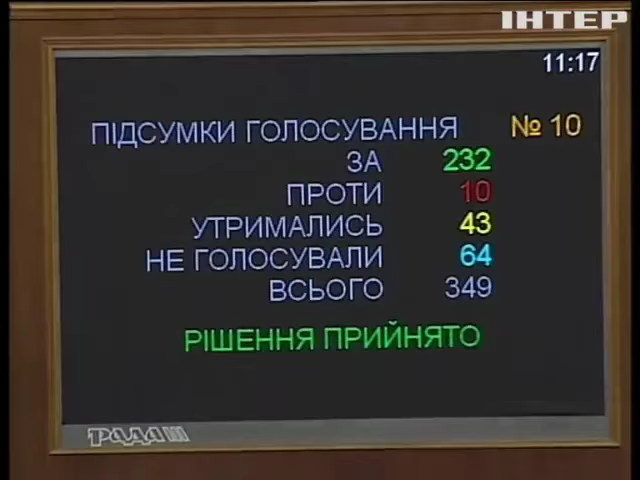 ІНТЕР
11:17
ПІДСУМКИ ГОЛОСУВАННЯ № 10
ЗА 232
ПРОТИ 10
УТРИМАЛИСЬ 43
НЕ ГОЛОСУВАЛИ 64
ВСЬОГО 349
РІШЕННЯ ПРИЙНЯТО
РАДА